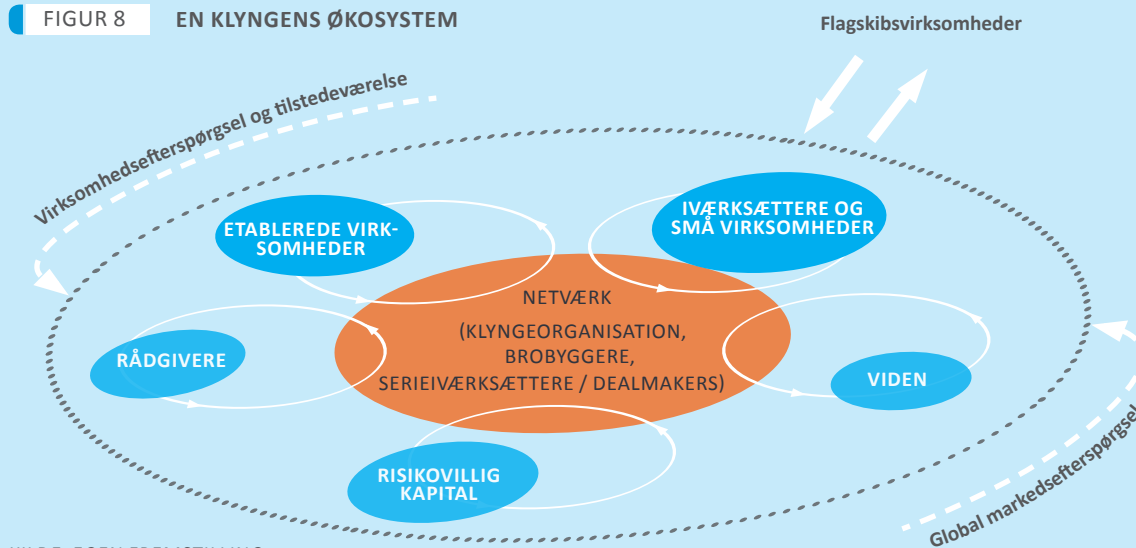 FIGUR 8
EN KLYNGENS ØKOSYSTEM
Flagskibsvirksomheder
Virksomhedsefterspørgsel og tilstedeværelse
ETABLEREDE VIRK-
SOMHEDER
IVÆRKSÆTTERE OG
SMÅ VIRKSOMHEDER
NETVÆRK
(KLYNGEORGANISATION,
BROBYGGERE,
SERIEIVÆRKSÆTTERE / DEALMAKERS)
RÅDGIVERE
VIDEN
RISIKOVILLIG
KAPITAL
Global markedsefterspørgsel